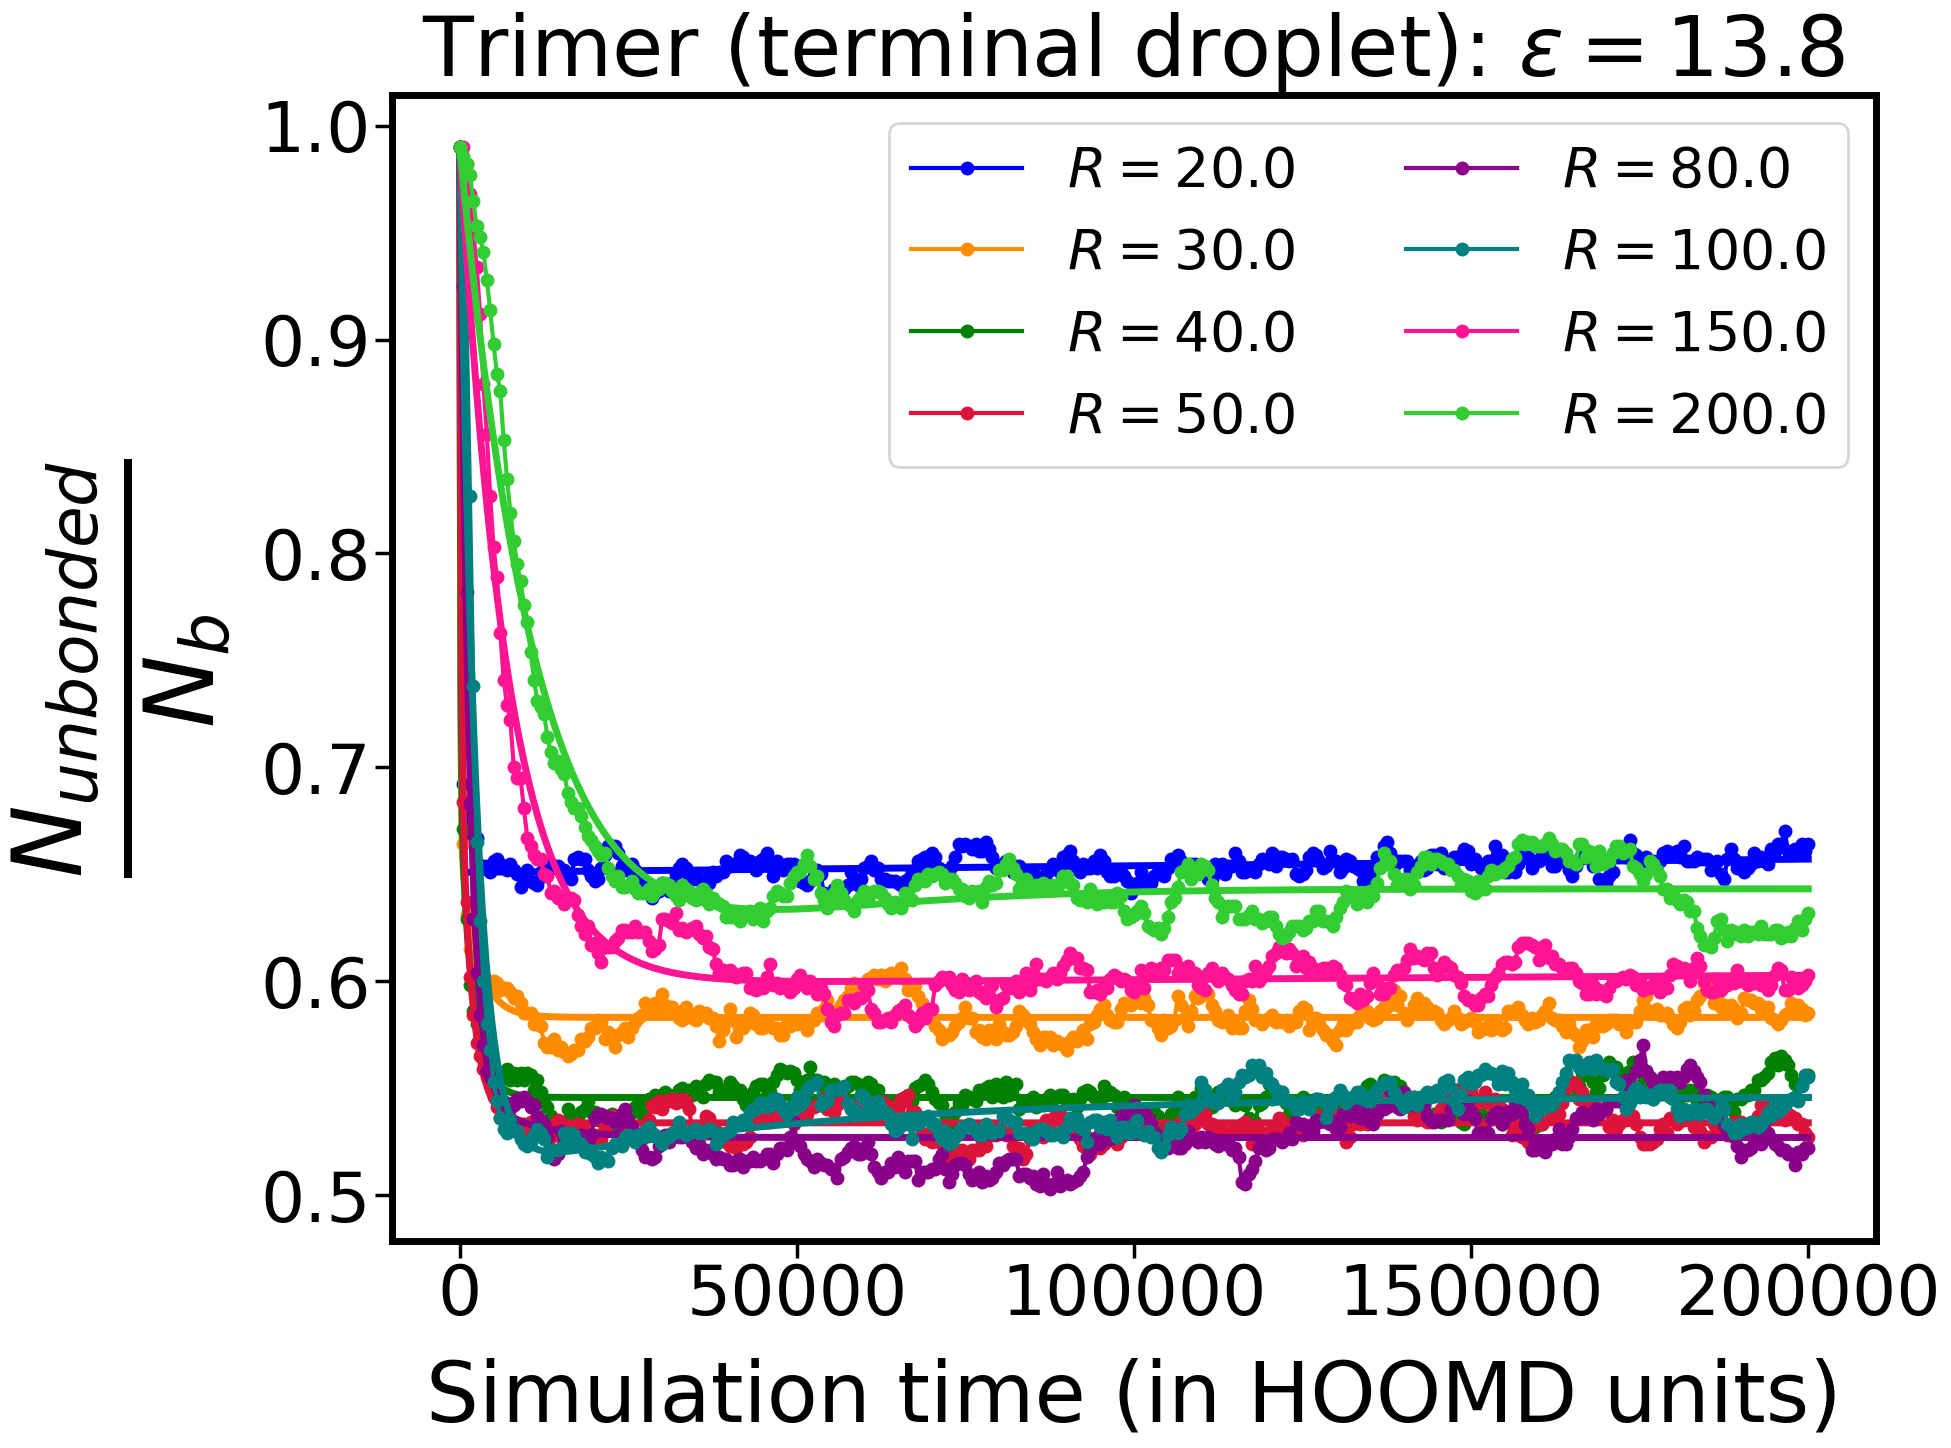 Trimer (terminal droplet): ε = 13.8
N_unbonded
N_b
1.0
0.9
0.8
0.7
0.6
0.5
R = 20.0
R = 30.0
R = 40.0
R = 50.0
R = 80.0
R = 100.0
R = 150.0
R = 200.0
0 50000 100000 150000 200000
Simulation time (in HOOMD units)